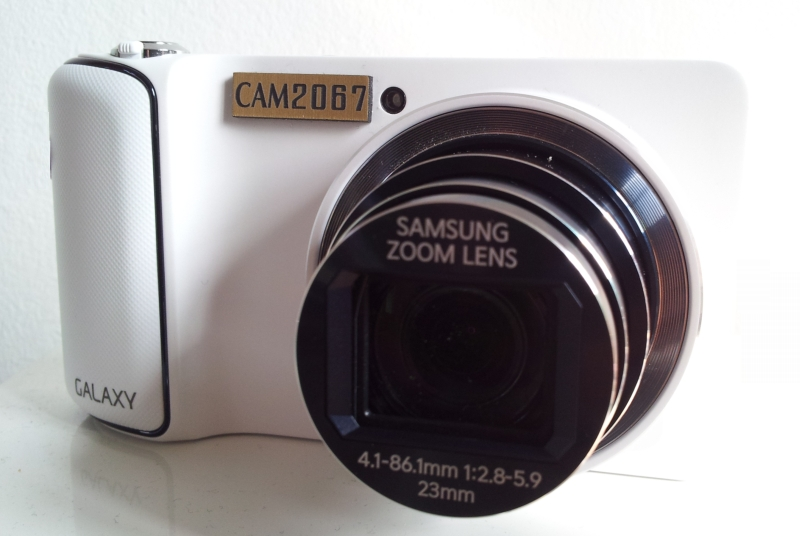 CAM2067
SAMSUNG
ZOOM LENS
GALAXY
4.1-86.1mm 1:2.8-5.9
23mm